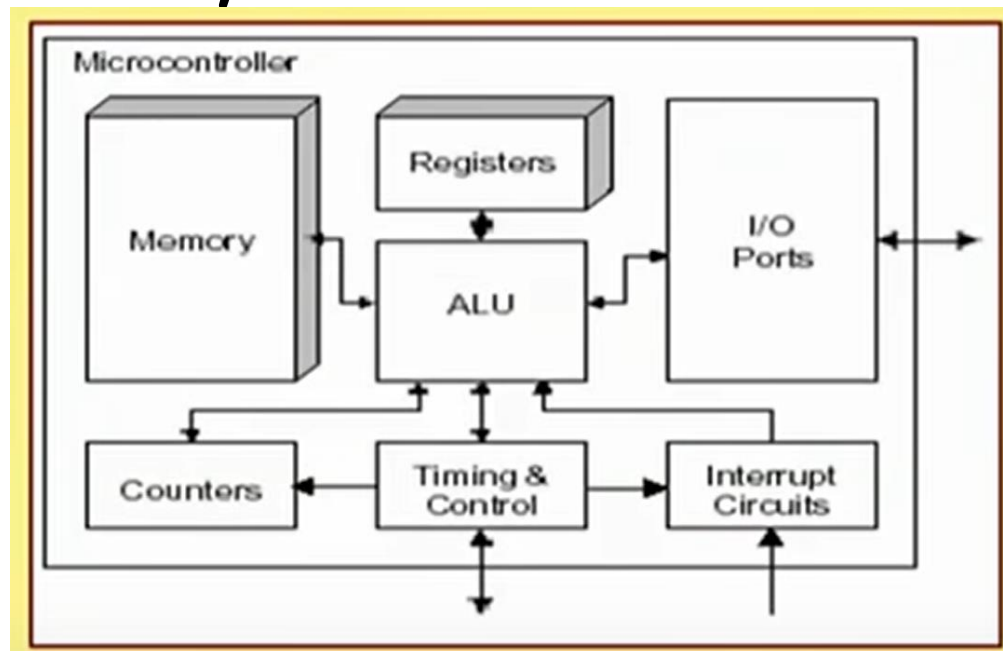 Microcontroller
Memory
Registers
I/O
Ports
ALU
Counters
Timing &
Control
Interrupt
Circuits